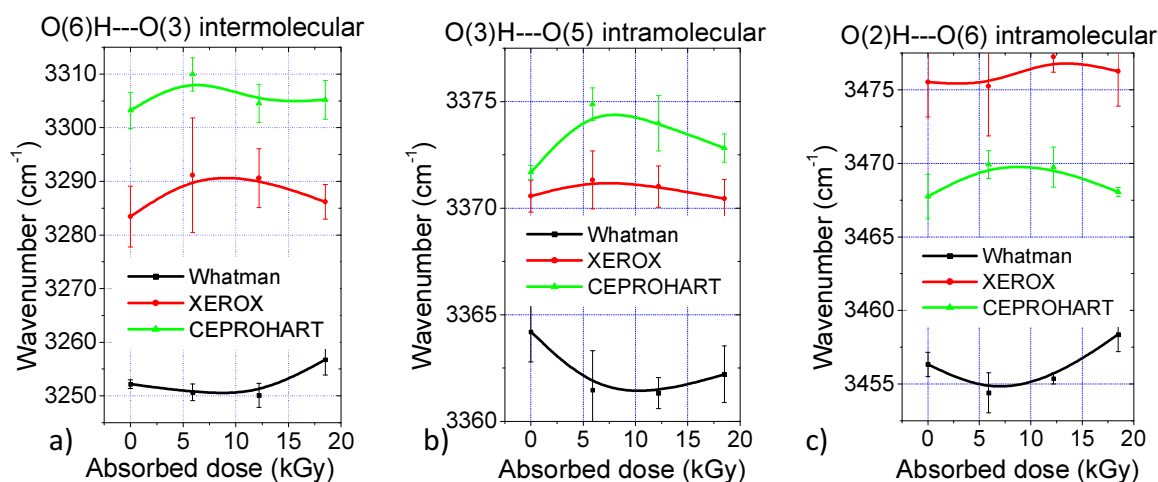 O(6)H---O(3) intermolecular
3310
3300
3290
3280
3270
3260
3250
Wavenumber (cm⁻¹)
Whatman
XEROX
CEPROHART
0 5 10 15 20
a)
Absorbed dose (kGy)
O(3)H---O(5) intramolecular
3375
3370
3365
3360
Wavenumber (cm⁻¹)
Whatman
XEROX
CEPROHART
0 5 10 15 20
b)
Absorbed dose (kGy)
O(2)H---O(6) intramolecular
3475
3470
3465
3460
3455
Wavenumber (cm⁻¹)
Whatman
XEROX
CEPROHART
0 5 10 15 20
c)
Absorbed dose (kGy)